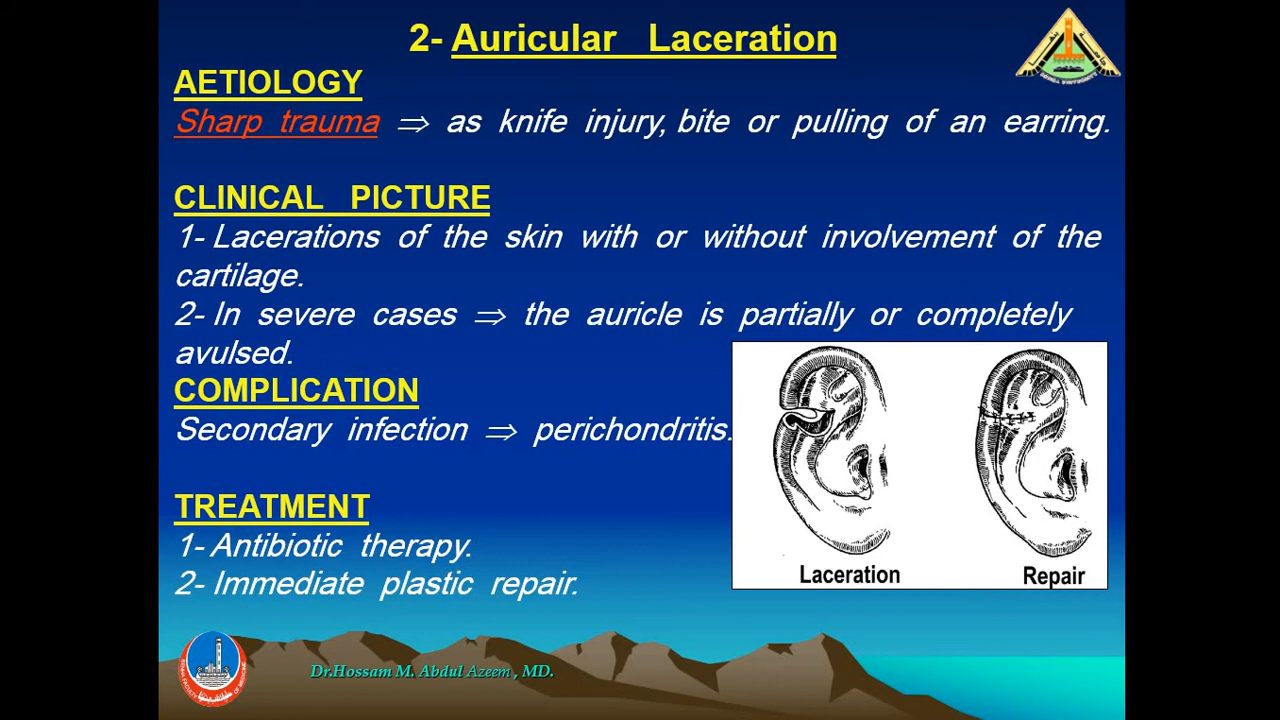 2- Auricular Laceration
AETIOLOGY
Sharp trauma ⇒ as knife injury, bite or pulling of an earring.
CLINICAL PICTURE
1- Lacerations of the skin with or without involvement of the
cartilage.
2- In severe cases ⇒ the auricle is partially or completely
avulsed.
COMPLICATION
Secondary infection ⇒ perichondritis.
TREATMENT
1- Antibiotic therapy.
2- Immediate plastic repair.
Laceration
Repair
Dr.Hossam M. Abdul Azeem , MD.